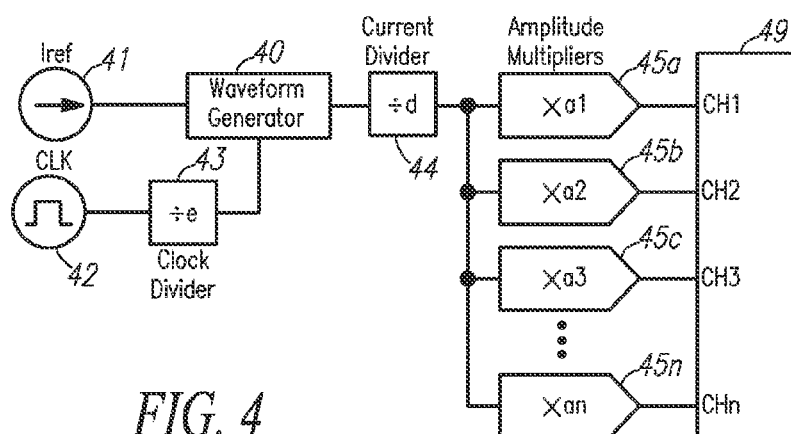 Iref
41
40
Waveform
Generator
CLK
43
÷e
42
Clock
Divider
Current
Divider
÷d
44
Amplitude
Multipliers
45a
×a1
45b
×a2
45c
×a3
45n
×an
49
CH1
CH2
CH3
CHn
FIG. 4